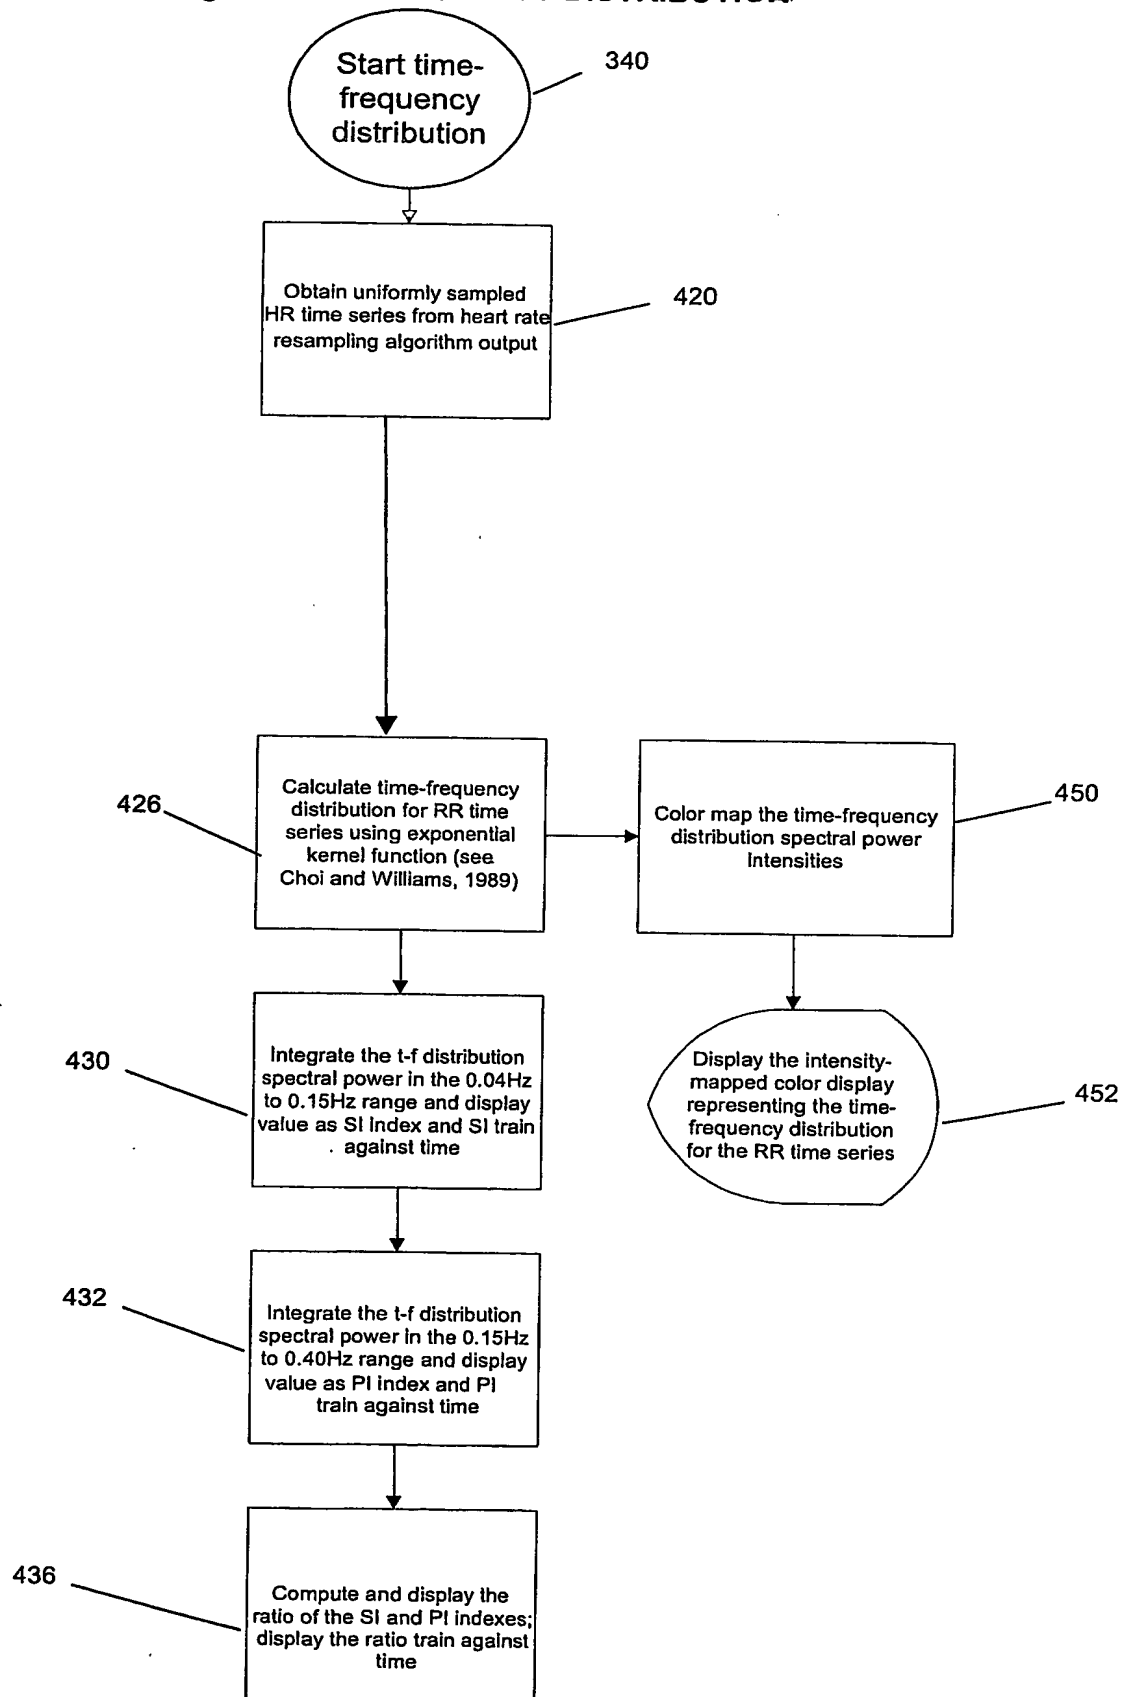 DISTRIBUTION
Start time-
frequency
distribution
340
Obtain uniformly sampled
HR time series from heart rate
resampling algorithm output
420
Calculate time-frequency
distribution for RR time
series using exponential
kernel function (see
Choi and Williams, 1989)
426
Color map the time-frequency
distribution spectral power
Intensities
450
Integrate the t-f distribution
spectral power in the 0.04Hz
to 0.15Hz range and display
value as SI Index and SI train
against time
430
Display the intensity-
mapped color display
representing the time-
frequency distribution
for the RR time series
452
Integrate the t-f distribution
spectral power in the 0.15Hz
to 0.40Hz range and display
value as PI index and PI
train against time
432
Compute and display the
ratio of the SI and PI indexes;
display the ratio train against
time
436